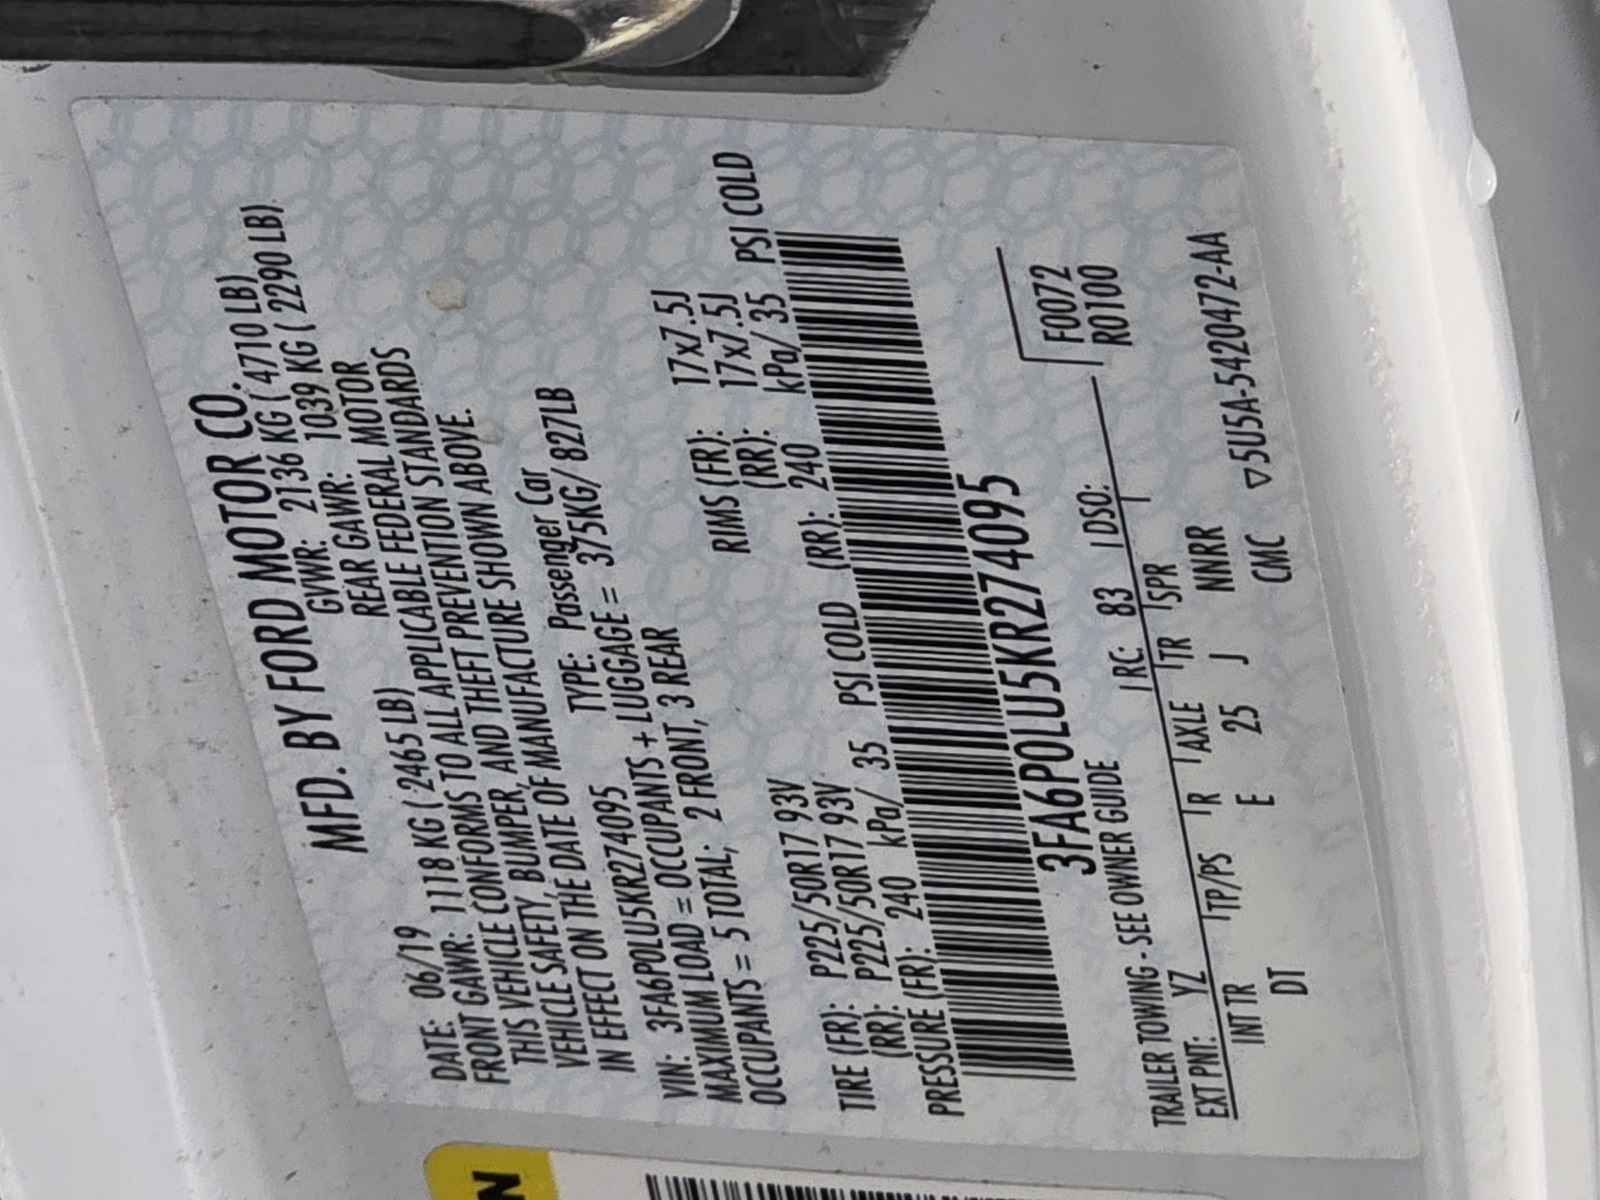 MFD. BY FORD MOTOR CO.
DATE: 06/19 GVWR: 2136 KG ( 4710 LB)
FRONT GAWR: 1118 KG ( 2465 LB) REAR GAWR: 1039 KG ( 2290 LB).
THIS VEHICLE CONFORMS TO ALL APPLICABLE FEDERAL MOTOR
VEHICLE SAFETY, BUMPER, AND THEFT PREVENTION STANDARDS
IN EFFECT ON THE DATE OF MANUFACTURE SHOWN ABOVE.
VIN: 3FA6P0LU5KR274095 TYPE: Passenger Car
MAXIMUM LOAD = OCCUPANTS + LUGGAGE = 375KG/ 827LB
OCCUPANTS = 5 TOTAL; 2 FRONT, 3 REAR
TIRE (FR): P225/50R17 93V RIMS (FR): 17x7.5J
(RR): P225/50R17 93V (RR): 17x7.5J
PRESSURE (FR): 240 kPa/ 35 PSI COLD (RR): 240 kPa/ 35 PSI COLD
3FA6P0LU5KR274095
TRAILER TOWING - SEE OWNER GUIDE
EXT PNT: YZ RC: 83 DSO: F0072
R0100
INT TR TP/PS R AXLE TR SPR
DT E 25 J NNRR
CMC ▽5U5A-5420472-AA
N